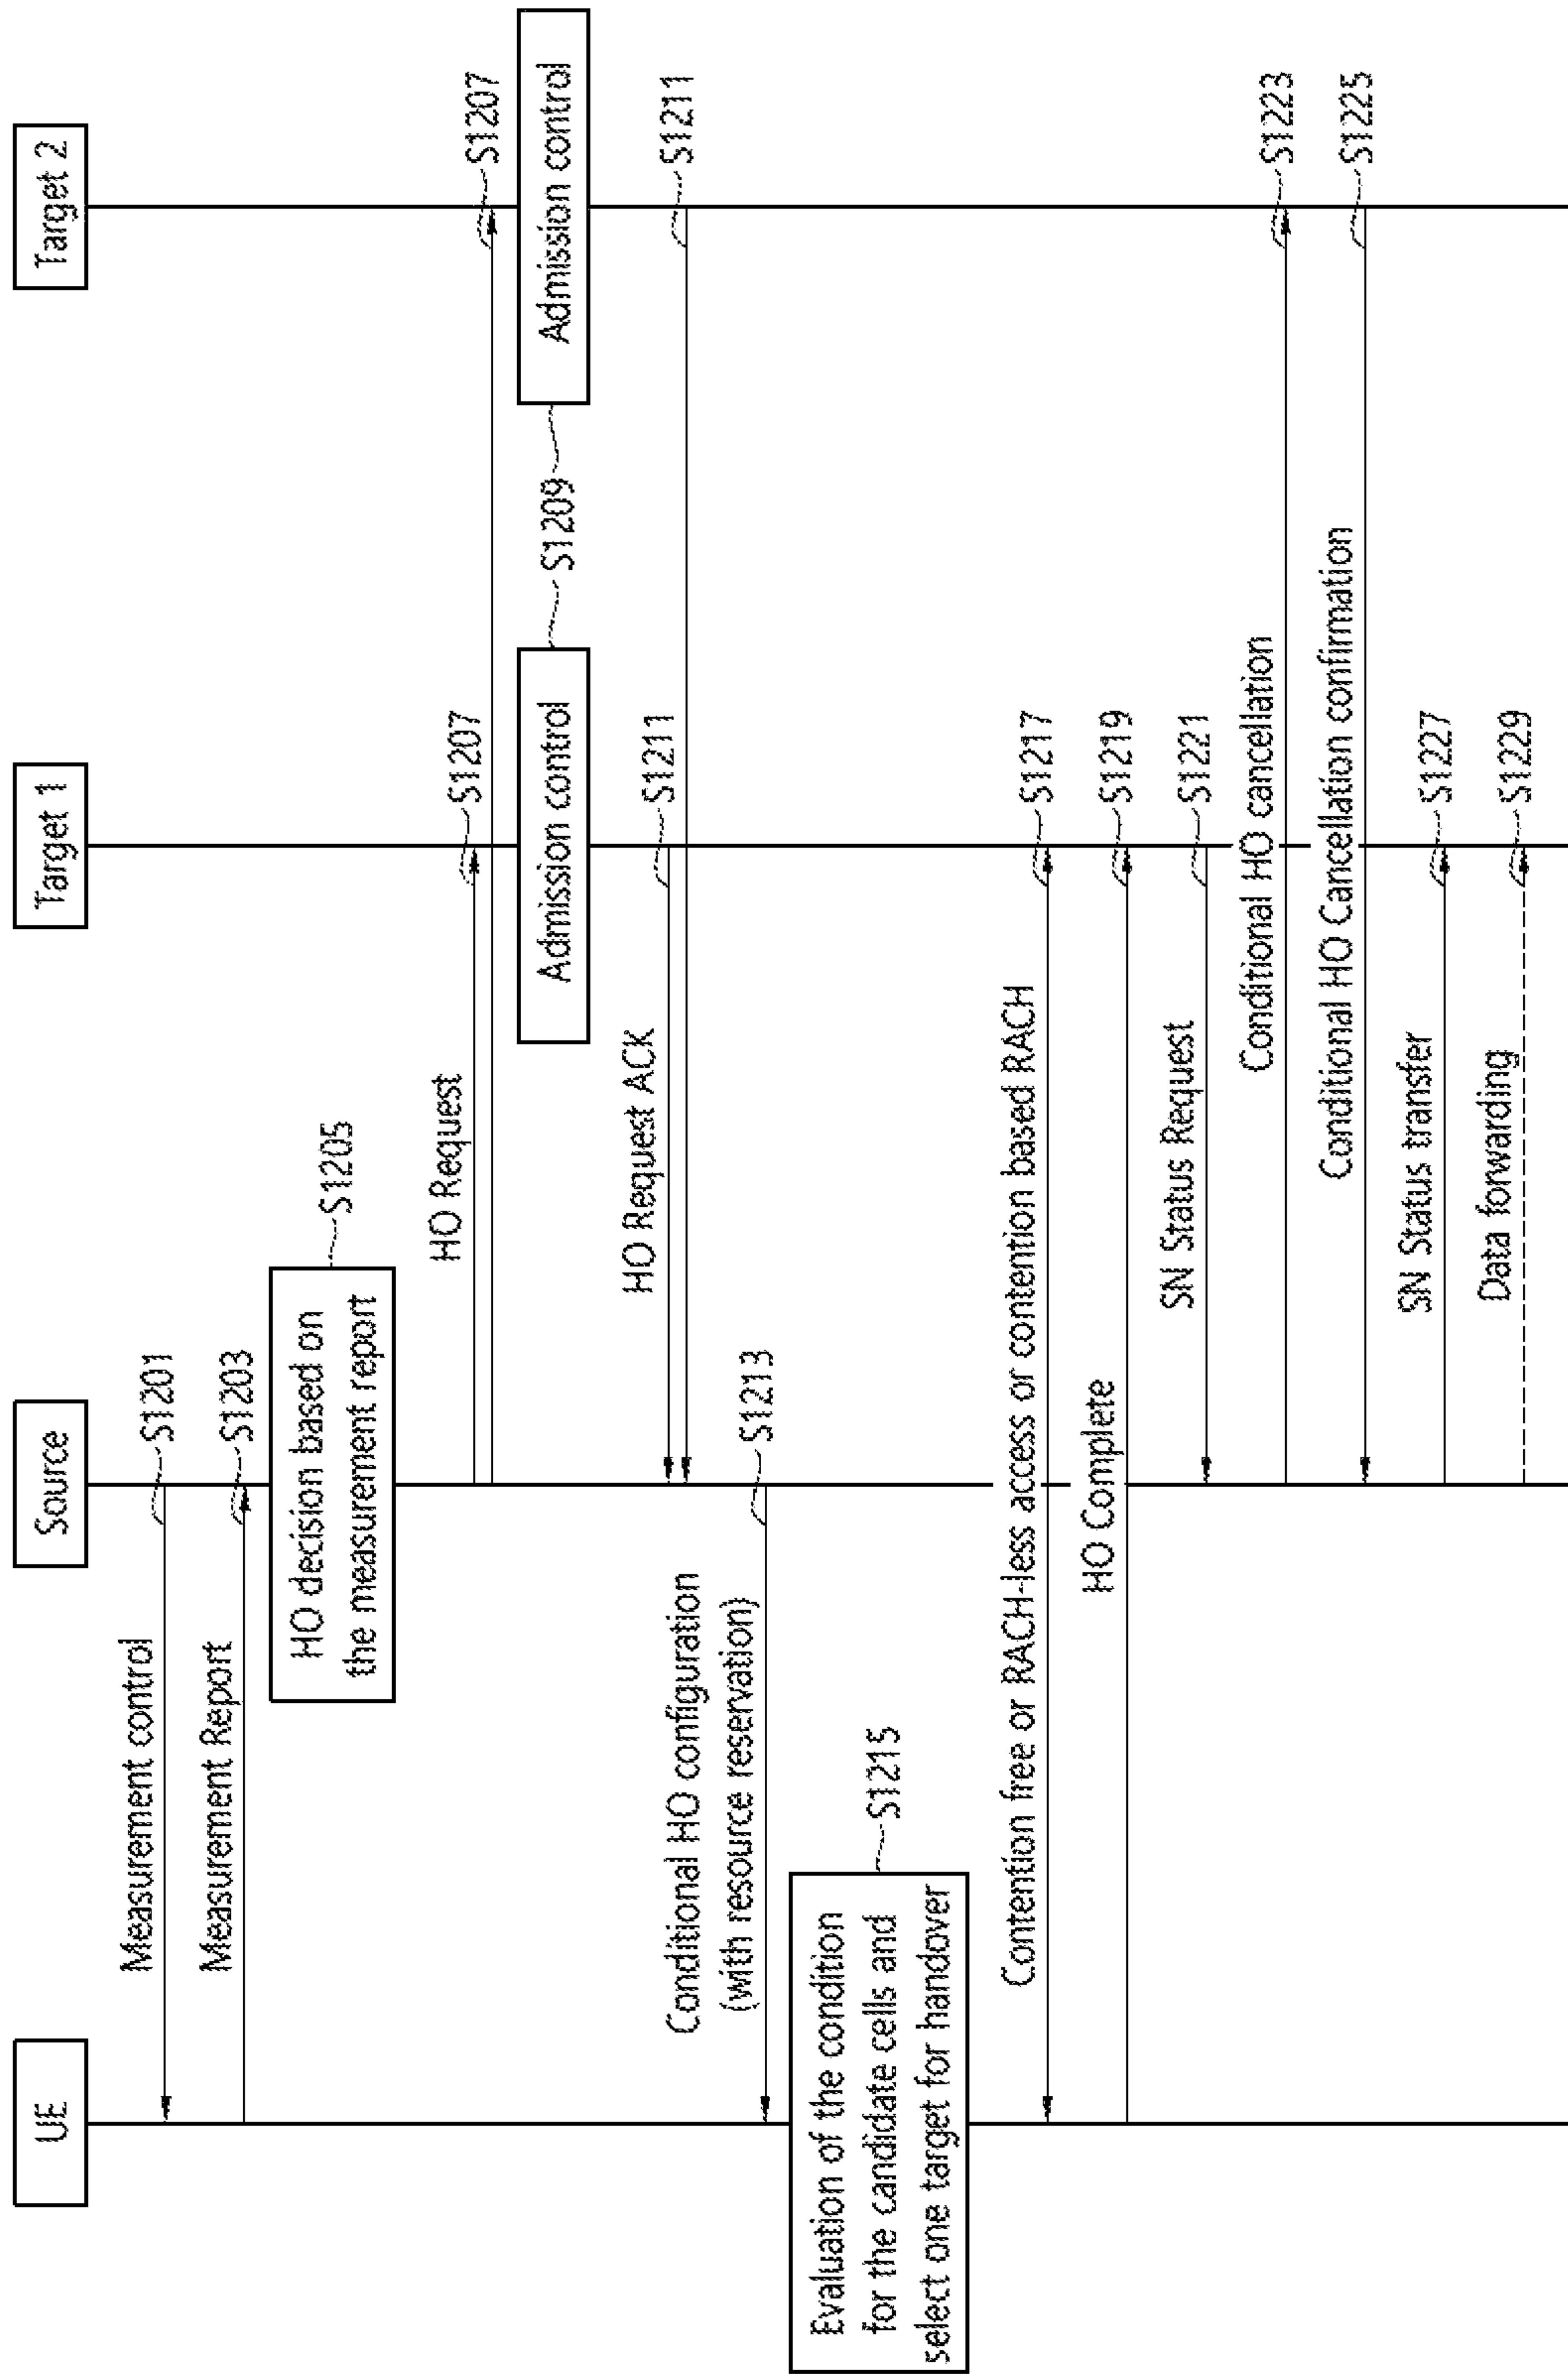 UE
Source
Target 1
Target 2
Measurement control
S1201
Measurement Report
S1203
HO decision based on
the measurement report
S1205
HO Request
S1207
S1207
Admission control
S1209
Admission control
HO Request ACK
S1211
S1211
Conditional HO configuration
(with resource reservation)
S1213
Evaluation of the condition
for the candidate cells and
select one target for handover
S1215
Contention free or RACH-less access or contention based RACH
S1217
HO Complete
S1219
SN Status Request
S1221
Conditional HO cancellation
S1223
Conditional HO Cancellation confirmation
S1225
SN Status transfer
S1227
Data forwarding
S1229